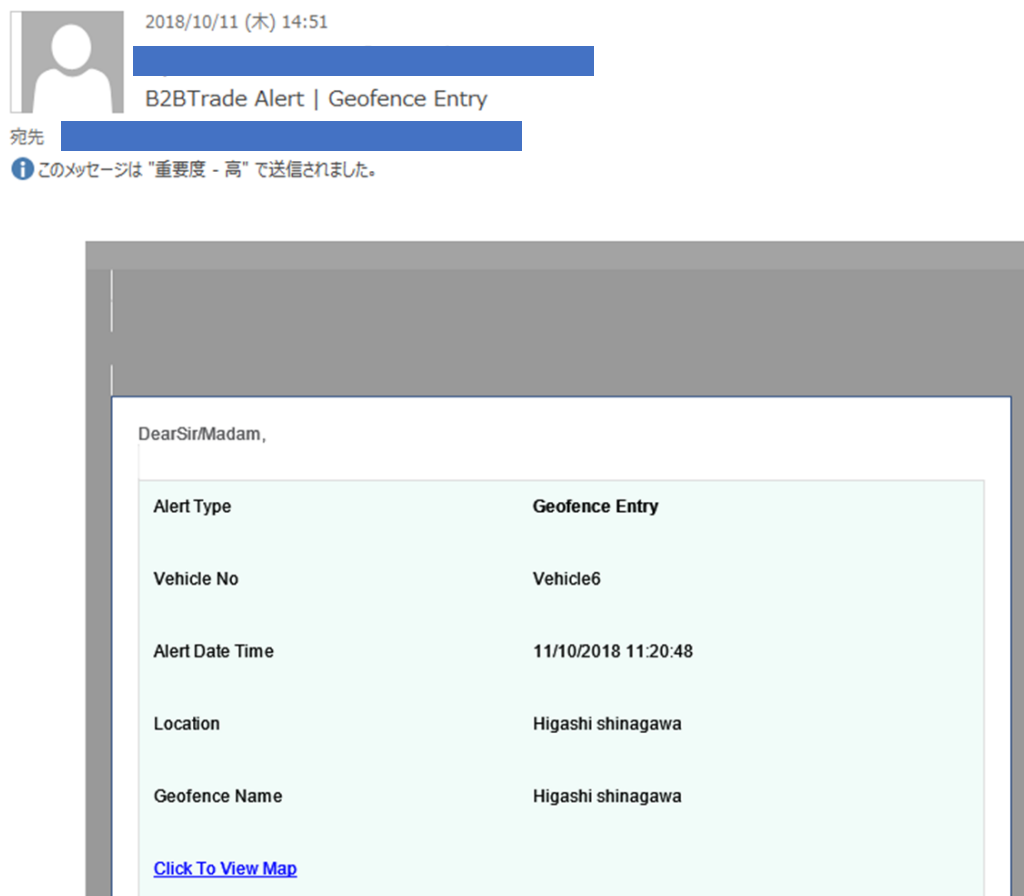 2018/10/11 (木) 14:51
B2BTrade Alert | Geofence Entry
宛先
このメッセージは "重要度 - 高" で送信されました。
DearSir/Madam,
Alert Type Geofence Entry
Vehicle No Vehicle6
Alert Date Time 11/10/2018 11:20:48
Location Higashi shinagawa
Geofence Name Higashi shinagawa
Click To View Map